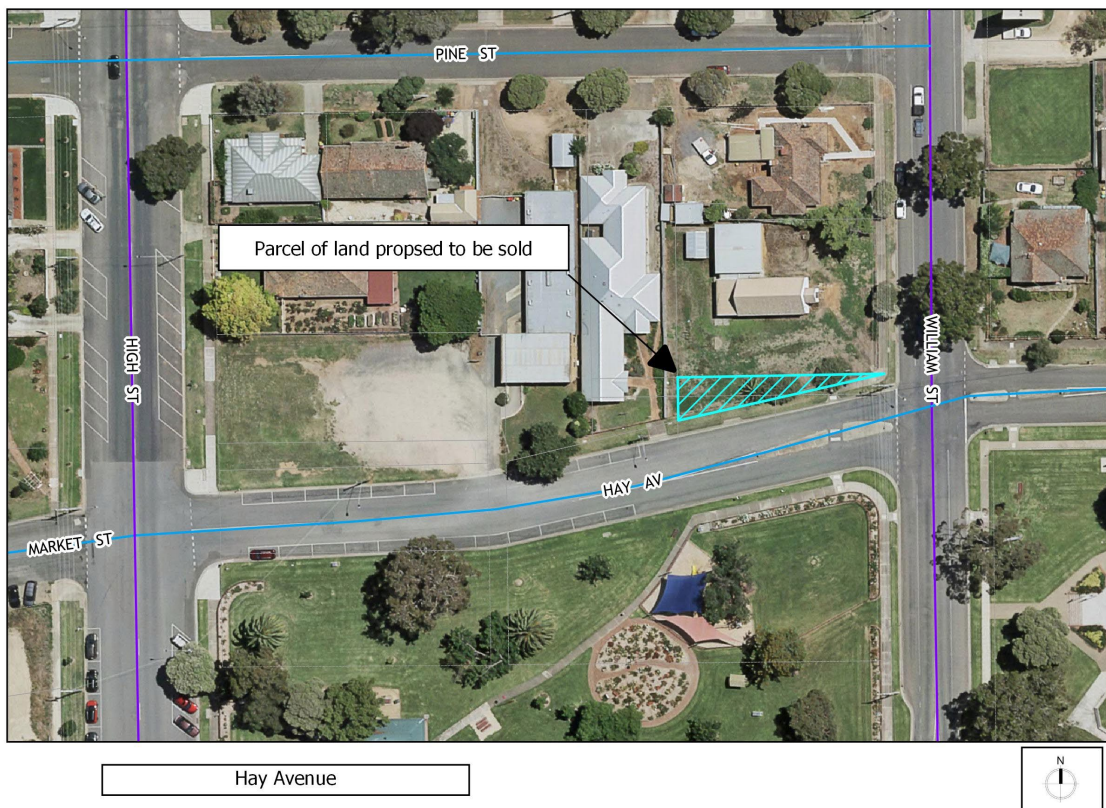 PINE ST
Parcel of land propsed to be sold
HIGH ST
WILLIAM ST
HAY AV
MARKET ST
Hay Avenue
N